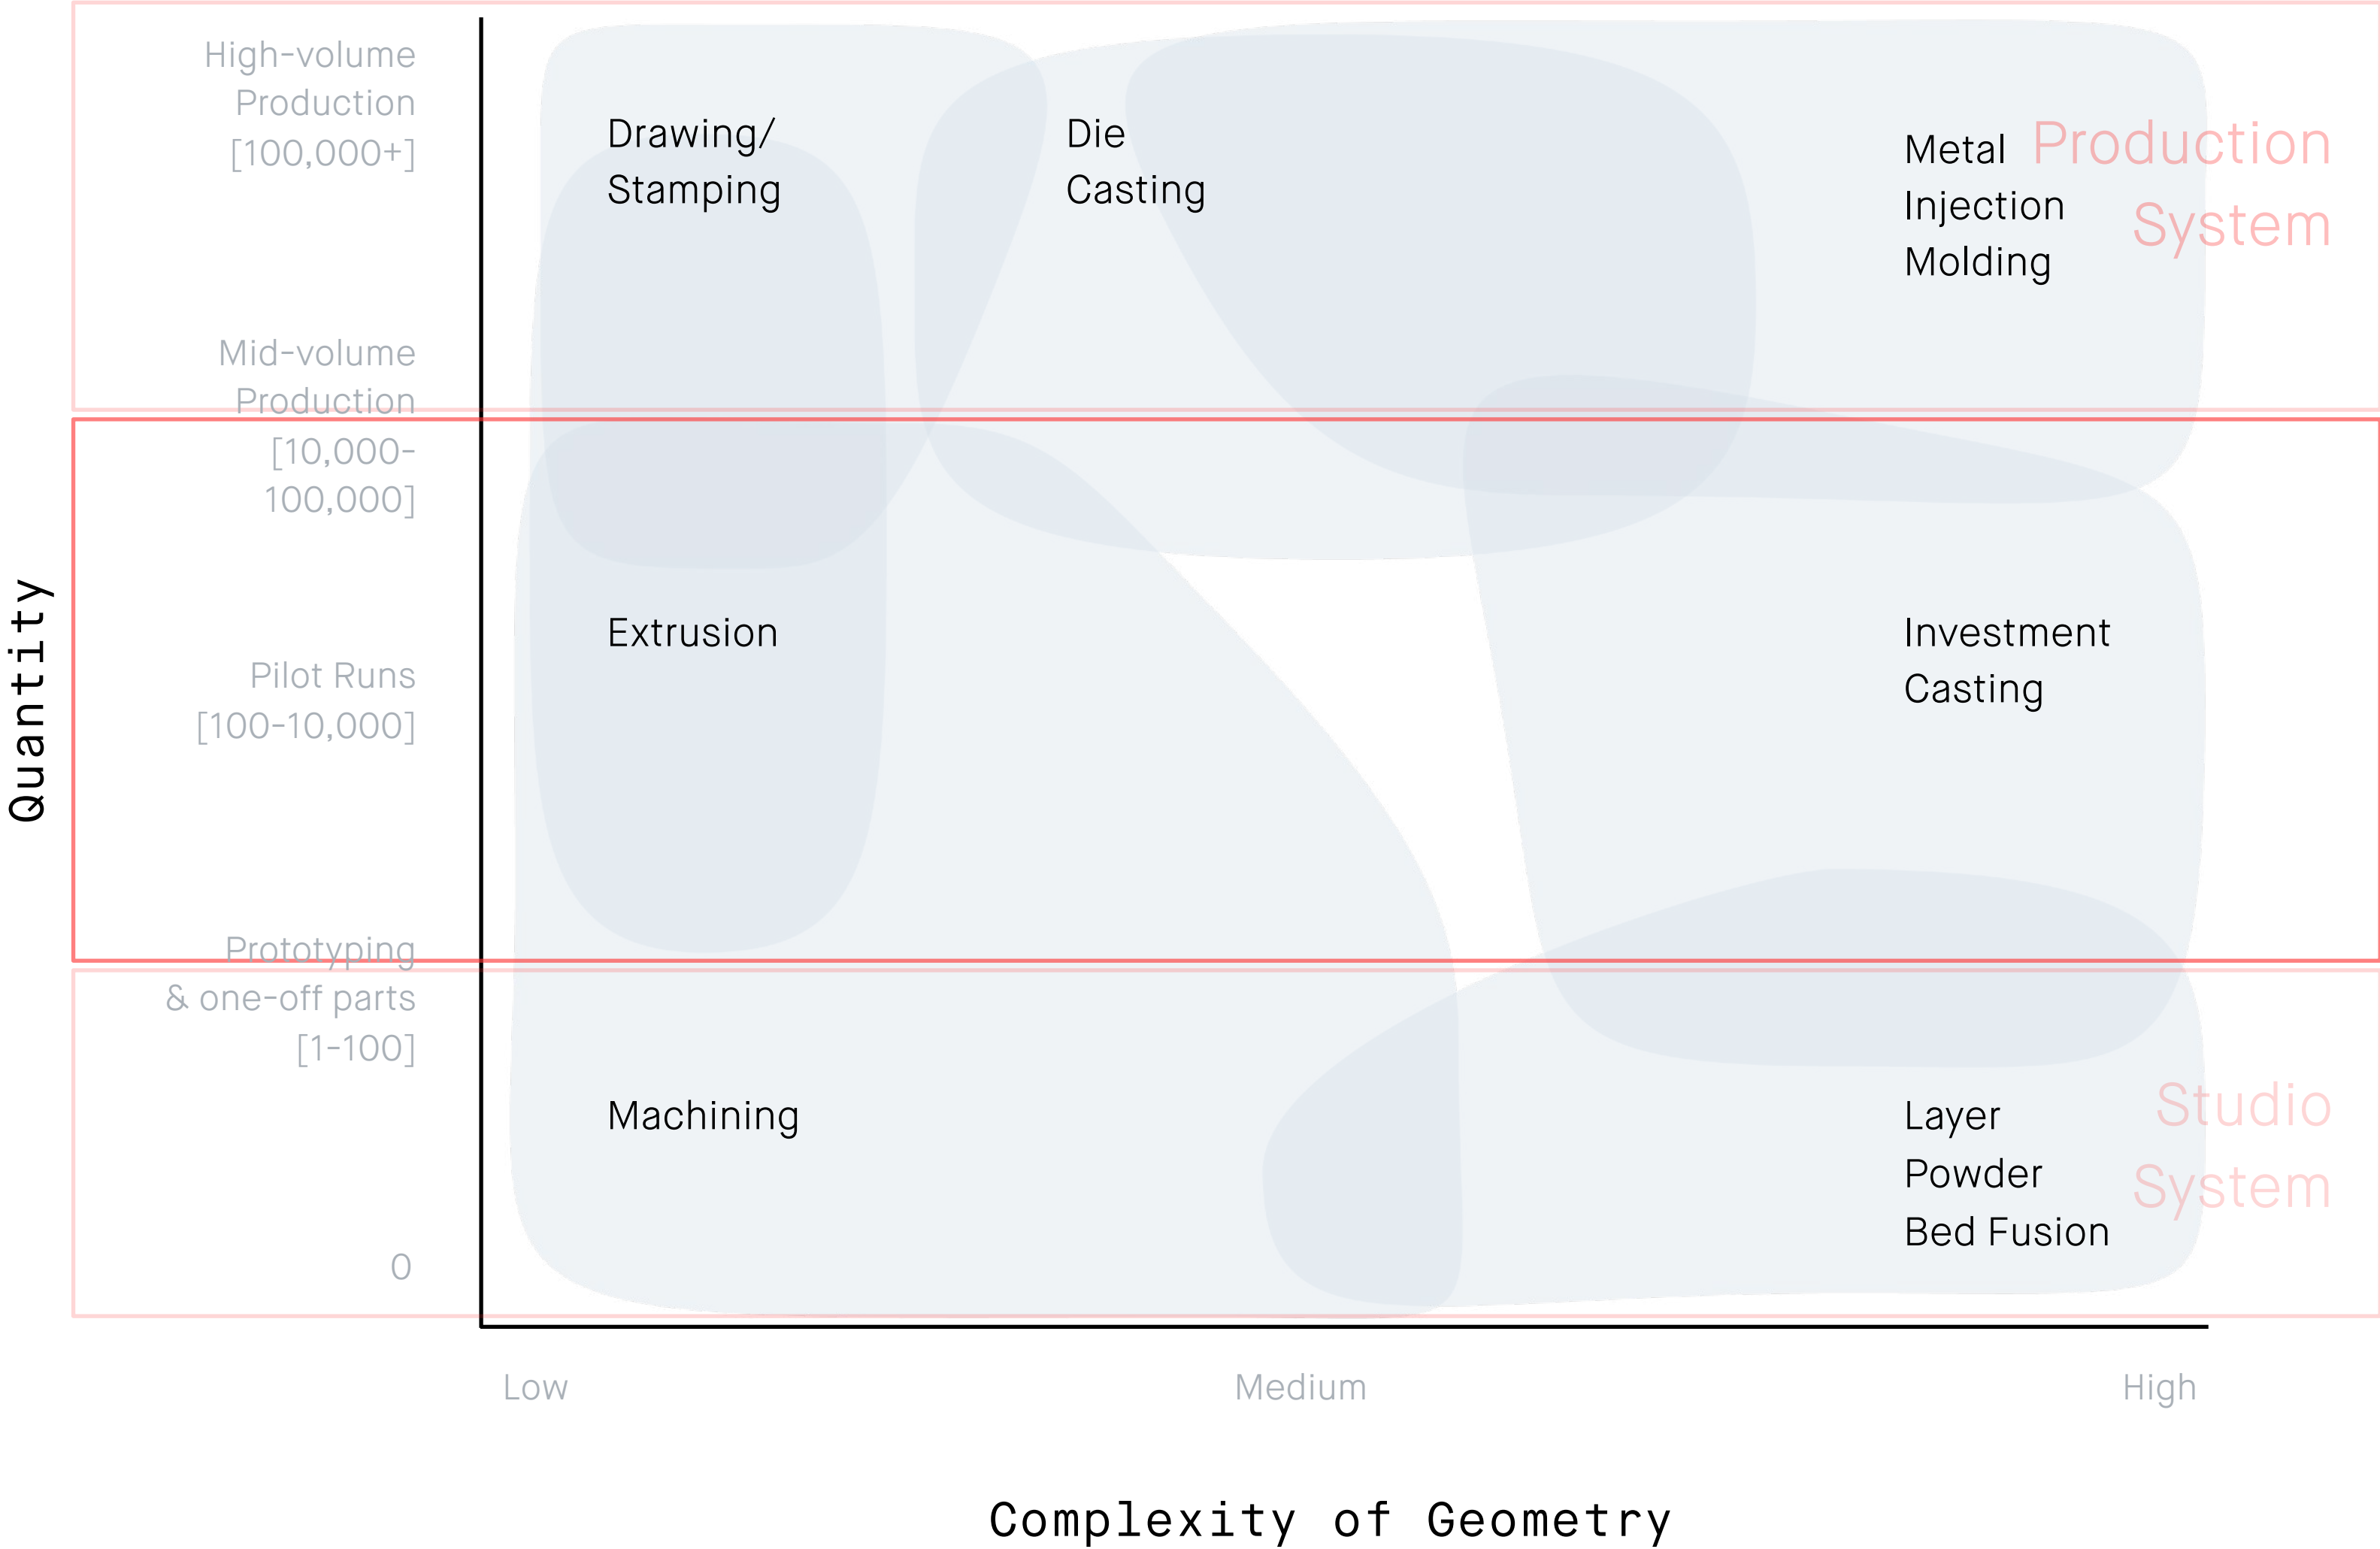 High-volume
Production
[100,000+]
Mid-volume
Production
[10,000-
100,000]
Pilot Runs
[100-10,000]
Prototyping
& one-off parts
[1-100]
0
Quantity
Drawing/
Stamping
Die
Casting
Metal
Injection
Molding
Production
System
Extrusion
Investment
Casting
Machining
Layer
Powder
Bed Fusion
Studio
System
Low
Medium
High
Complexity of Geometry